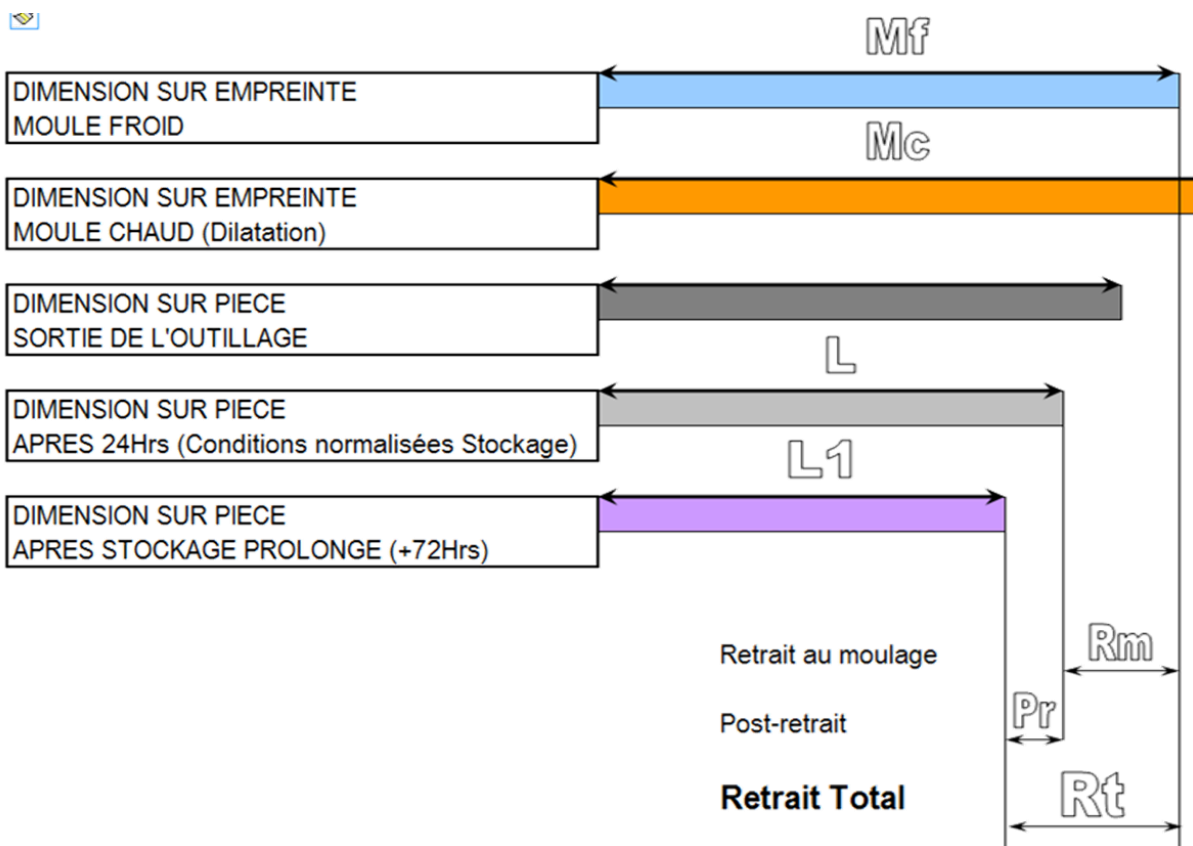 Mf
DIMENSION SUR EMPREINTE
MOULE FROID
Mc
DIMENSION SUR EMPREINTE
MOULE CHAUD (Dilatation)
DIMENSION SUR PIECE
SORTIE DE L'OUTILLAGE
L
DIMENSION SUR PIECE
APRES 24Hrs (Conditions normalisées Stockage)
L1
DIMENSION SUR PIECE
APRES STOCKAGE PROLONGE (+72Hrs)
Retrait au moulage
Rm
Post-retrait
Pr
Retrait Total
Rt